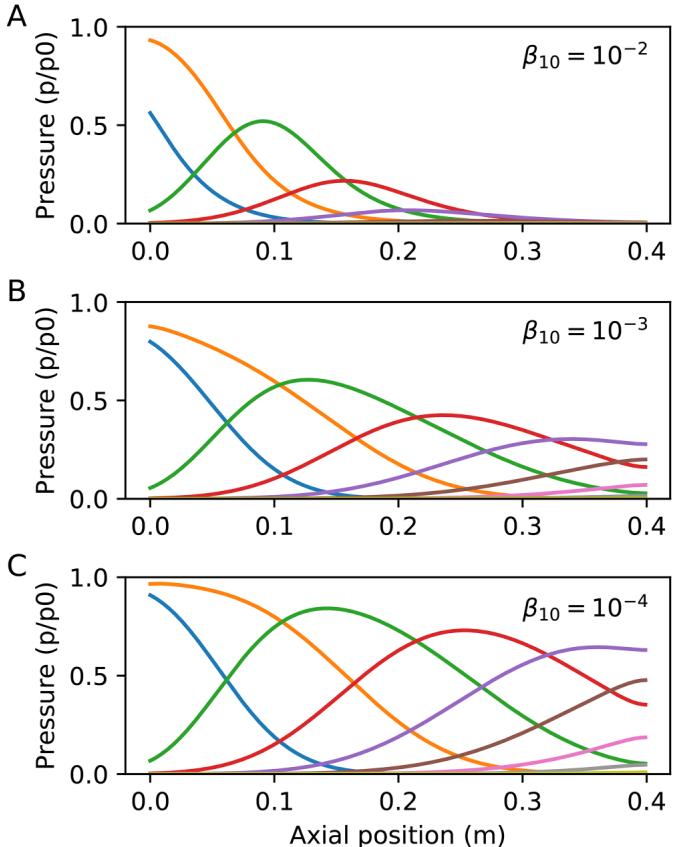 A
Pressure (p/p0)
1.0
0.5
0.0
β₁₀ = 10⁻²
0.0 0.1 0.2 0.3 0.4
B
Pressure (p/p0)
1.0
0.5
0.0
β₁₀ = 10⁻³
0.0 0.1 0.2 0.3 0.4
C
Pressure (p/p0)
1.0
0.5
0.0
β₁₀ = 10⁻⁴
0.0 0.1 0.2 0.3 0.4
Axial position (m)